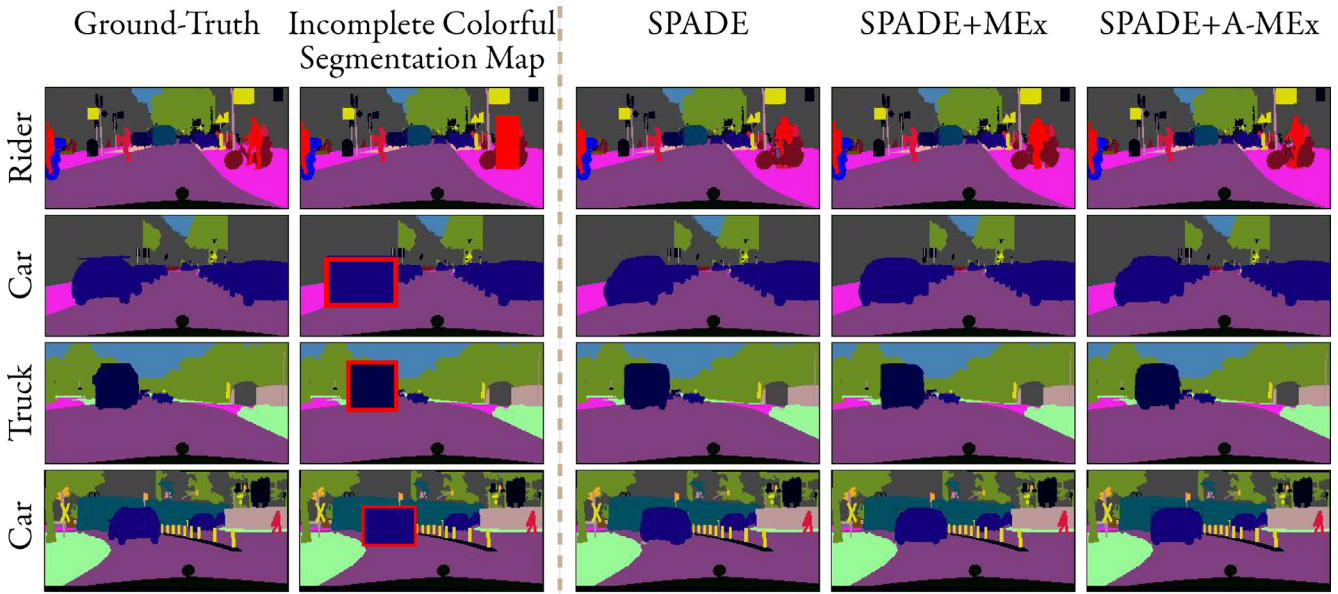 Ground-Truth
Incomplete Colorful
Segmentation Map
SPADE
SPADE+MEx
SPADE+A-MEx
Rider
Car
Truck
Car